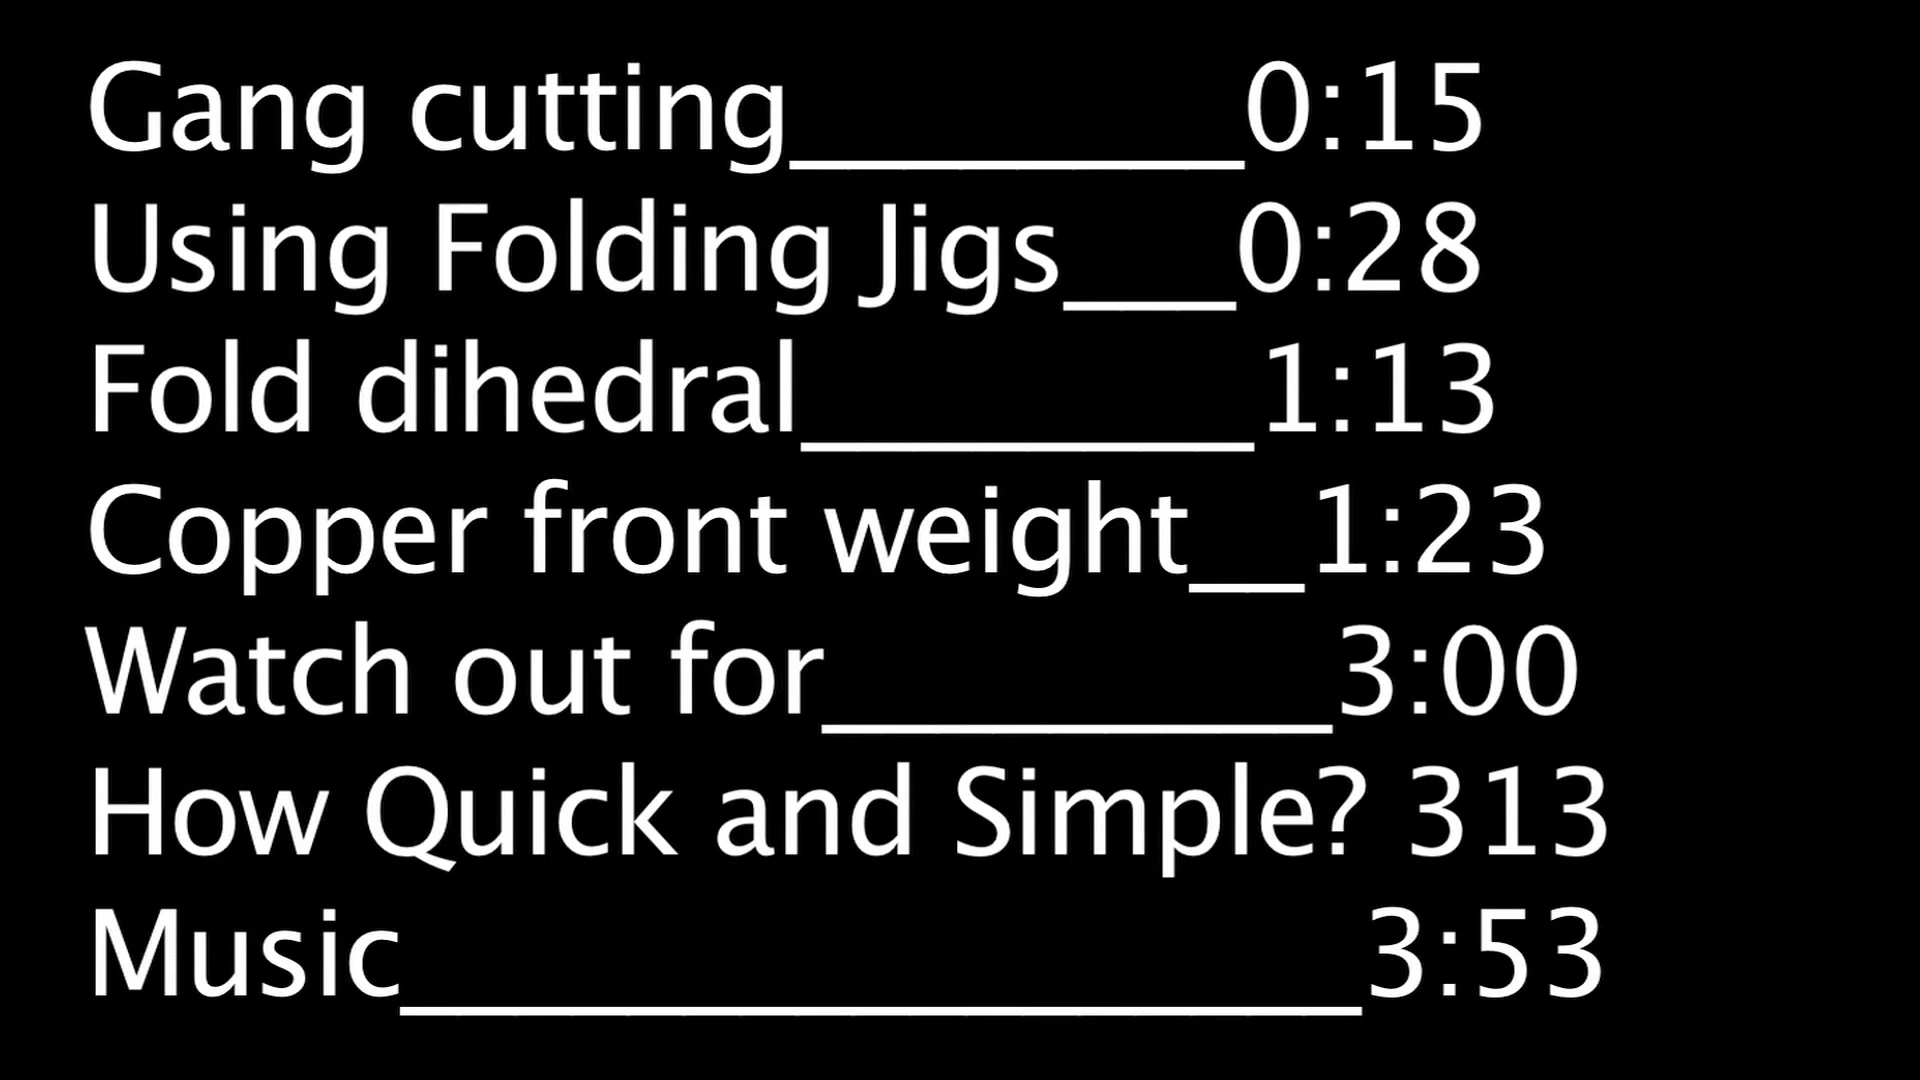 Gang cutting________0:15
Using Folding Jigs___0:28
Fold dihedral________1:13
Copper front weight__1:23
Watch out for_________3:00
How Quick and Simple? 313
Music_________________3:53